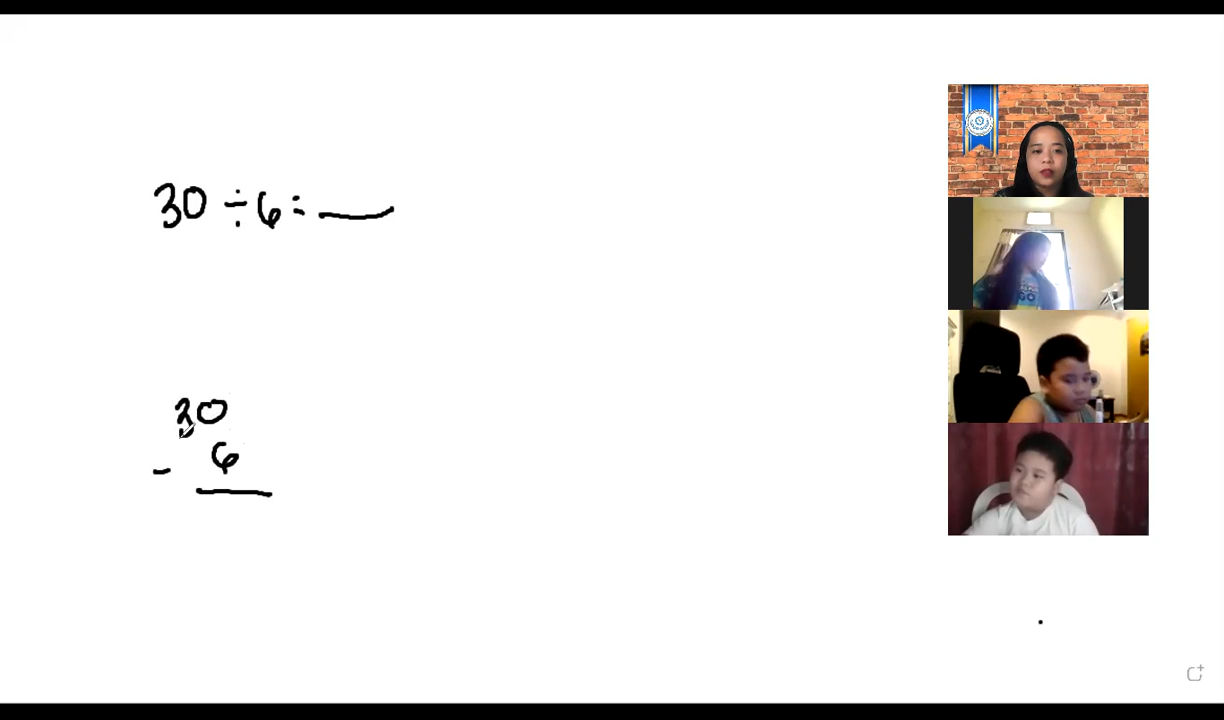 30 ÷ 6 = ___
30
- 6